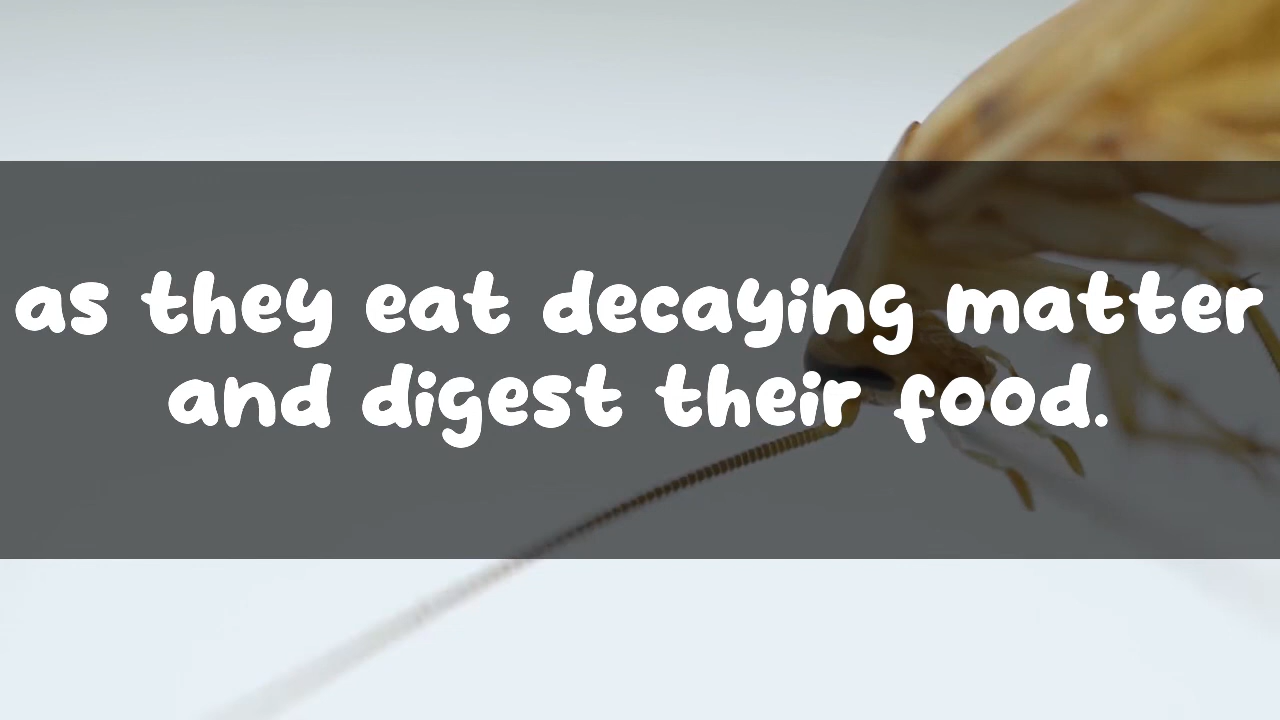 as they eat decaying matter
and digest their food.